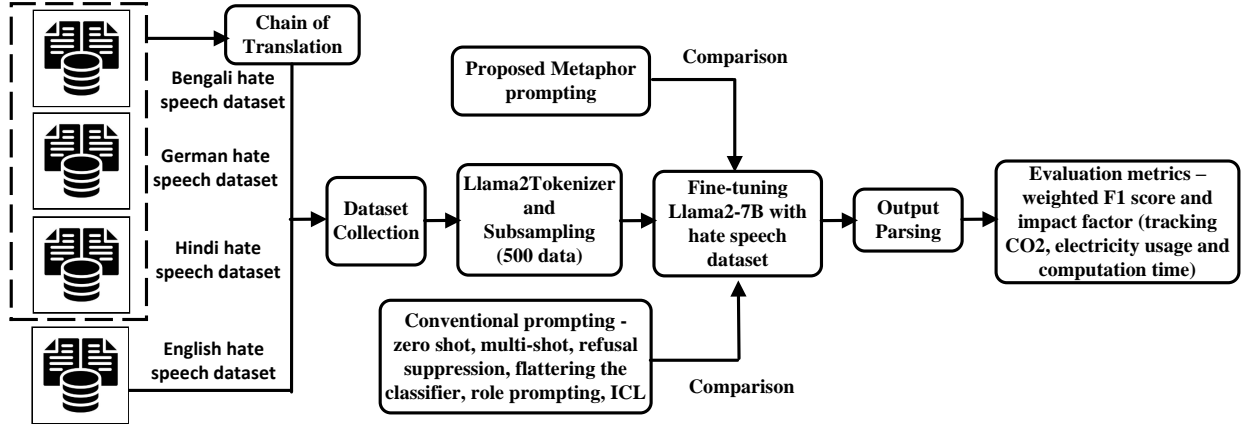 Chain of
Translation
Bengali hate
speech dataset
German hate
speech dataset
Hindi hate
speech dataset
English hate
speech dataset
Dataset
Collection
Llama2Tokenizer
and
Subsampling
(500 data)
Proposed Metaphor
prompting
Comparison
Fine-tuning
Llama2-7B with
hate speech
dataset
Conventional prompting -
zero shot, multi-shot, refusal
suppression, flattering the
classifier, role prompting, ICL
Comparison
Output
Parsing
Evaluation metrics –
weighted F1 score and
impact factor (tracking
CO2, electricity usage and
computation time)